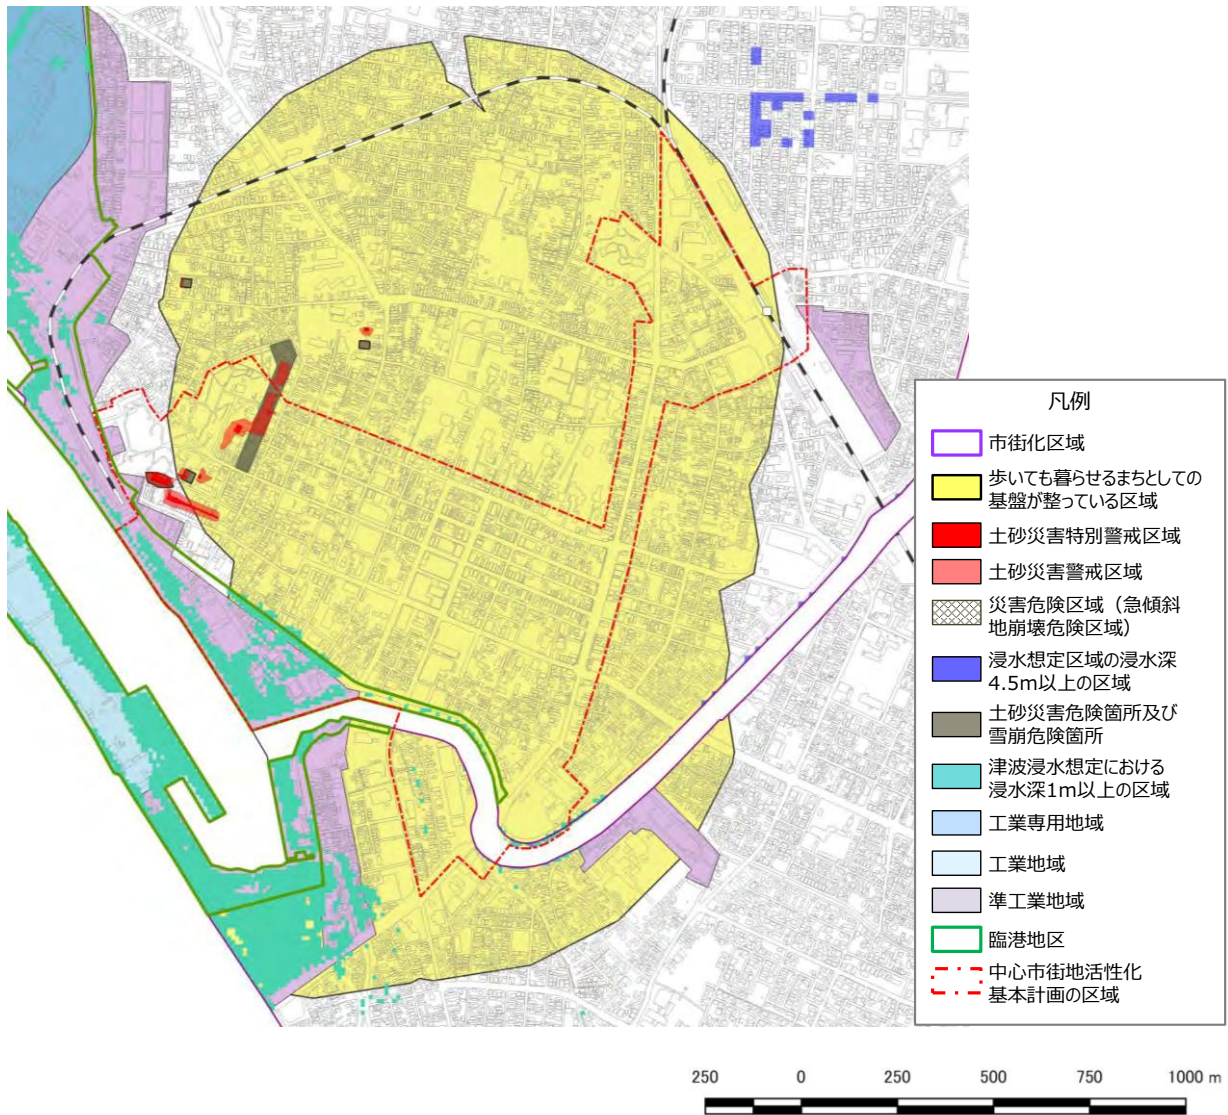 凡例
市街化区域
歩いても暮らせるまちとしての
基盤が整っている区域
土砂災害特別警戒区域
土砂災害警戒区域
災害危険区域（急傾斜
地崩壊危険区域）
浸水想定区域の浸水深
4.5m以上の区域
土砂災害危険箇所及び
雪崩危険箇所
津波浸水想定における
浸水深1m以上の区域
工業専用地域
工業地域
準工業地域
臨港地区
中心市街地活性化
基本計画の区域
250 0 250 500 750 1000 m